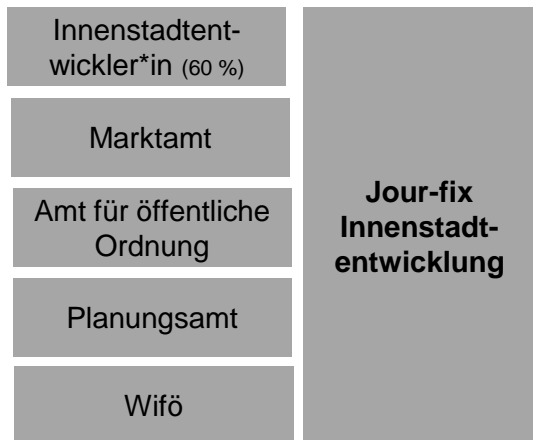 Innenstadtent-
wickler*in (60 %)
Marktamt
Amt für öffentliche
Ordnung
Planungsamt
Wifö
Jour-fix
Innenstadt-
entwicklung